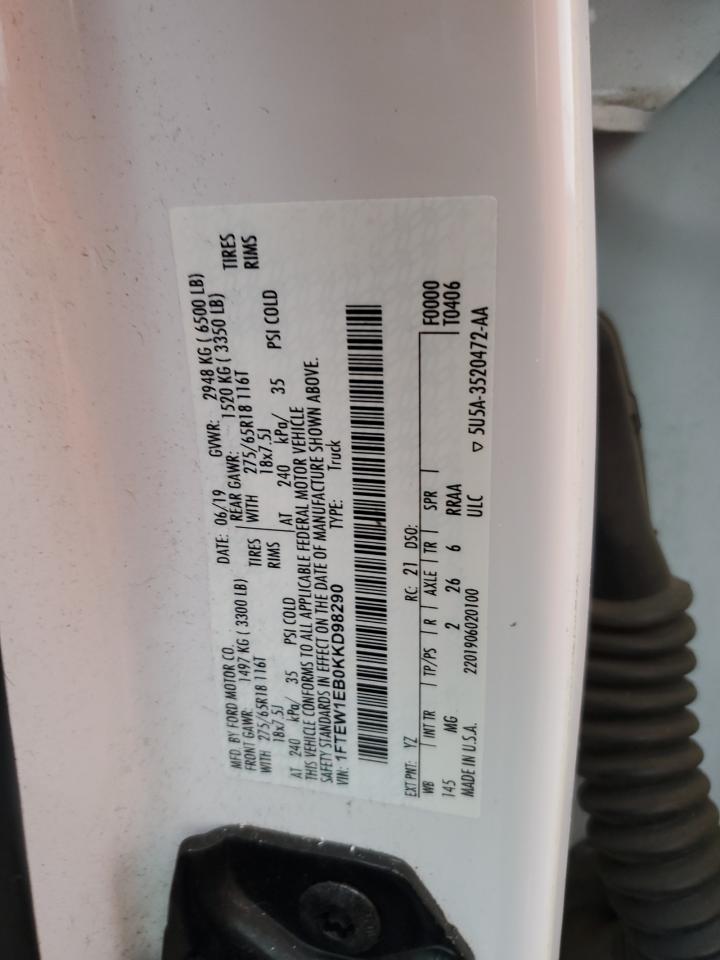 MFD. BY FORD MOTOR CO.
DATE: 06/19 GVWR: 2948 KG ( 6500 LB)
FRONT GAWR: 1497 KG ( 3300 LB) REAR GAWR: 1520 KG ( 3350 LB)
WITH 275/65R18 116T TIRES WITH 275/65R18 116T TIRES
18x7.5J RIMS 18x7.5J RIMS
AT 240 kPa/ 35 PSI COLD AT 240 kPa/ 35 PSI COLD
THIS VEHICLE CONFORMS TO ALL APPLICABLE FEDERAL MOTOR VEHICLE
SAFETY STANDARDS IN EFFECT ON THE DATE OF MANUFACTURE SHOWN ABOVE.
VIN: 1FTEW1EB0KKD98290 TYPE: Truck
EXT PNT: YZ RC: 21 DSO: F0000
WB INT TR TP/PS R AXLE TR SPR T0406
145 MG 2 26 6 RRAA
MADE IN U.S.A. 2201906020100 ULC ▽ 5U5A-3520472-AA